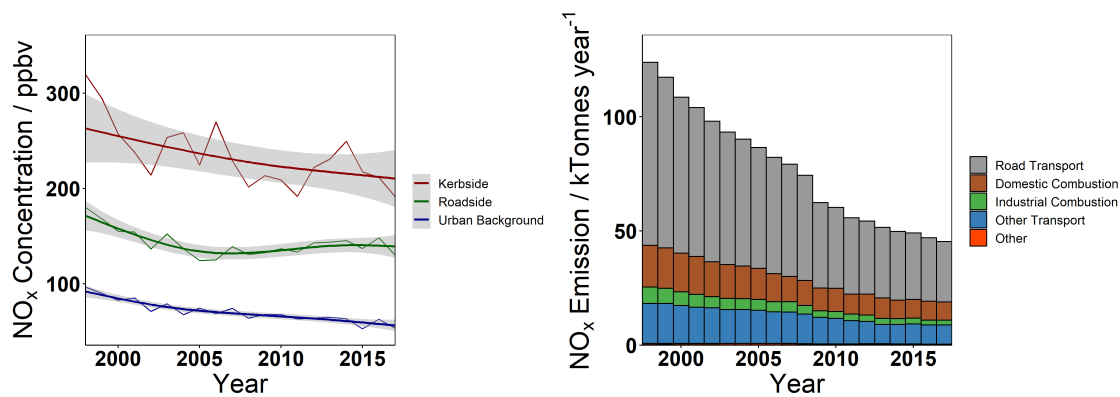 NOₓ Concentration / ppbv
300
200
100
2000 2005 2010 2015
Year
Kerbside
Roadside
Urban Background
NOₓ Emission / kTonnes year⁻¹
100
50
0
2000 2005 2010 2015
Year
Road Transport
Domestic Combustion
Industrial Combustion
Other Transport
Other